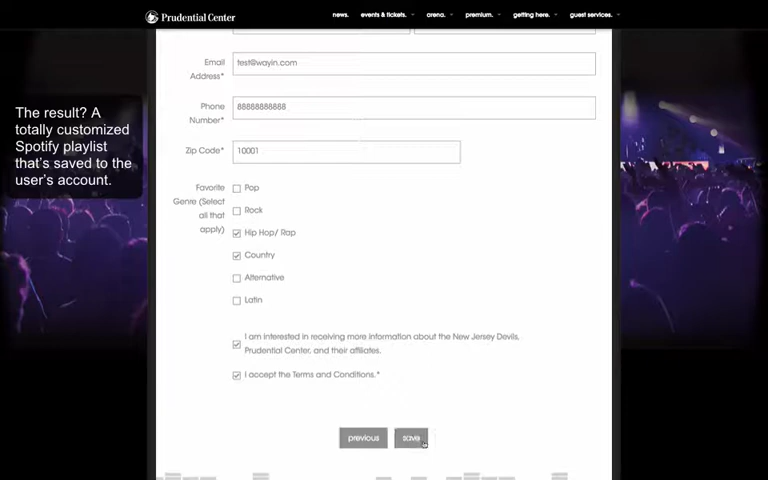 Prudential Center
news.
events & tickets.
arena.
premium.
getting here.
guest services.
The result? A
totally customized
Spotify playlist
that's saved to the
user's account.
Email
Address*
test@wayin.com
Phone
Number*
88888888888
Zip Code*
10001
Favorite
Genre (Select
all that
apply)
Pop
Rock
Hip Hop/ Rap
Country
Alternative
Latin
I am interested in receiving more information about the New Jersey Devils,
Prudential Center, and their affiliates.
I accept the Terms and Conditions.*
previous
save